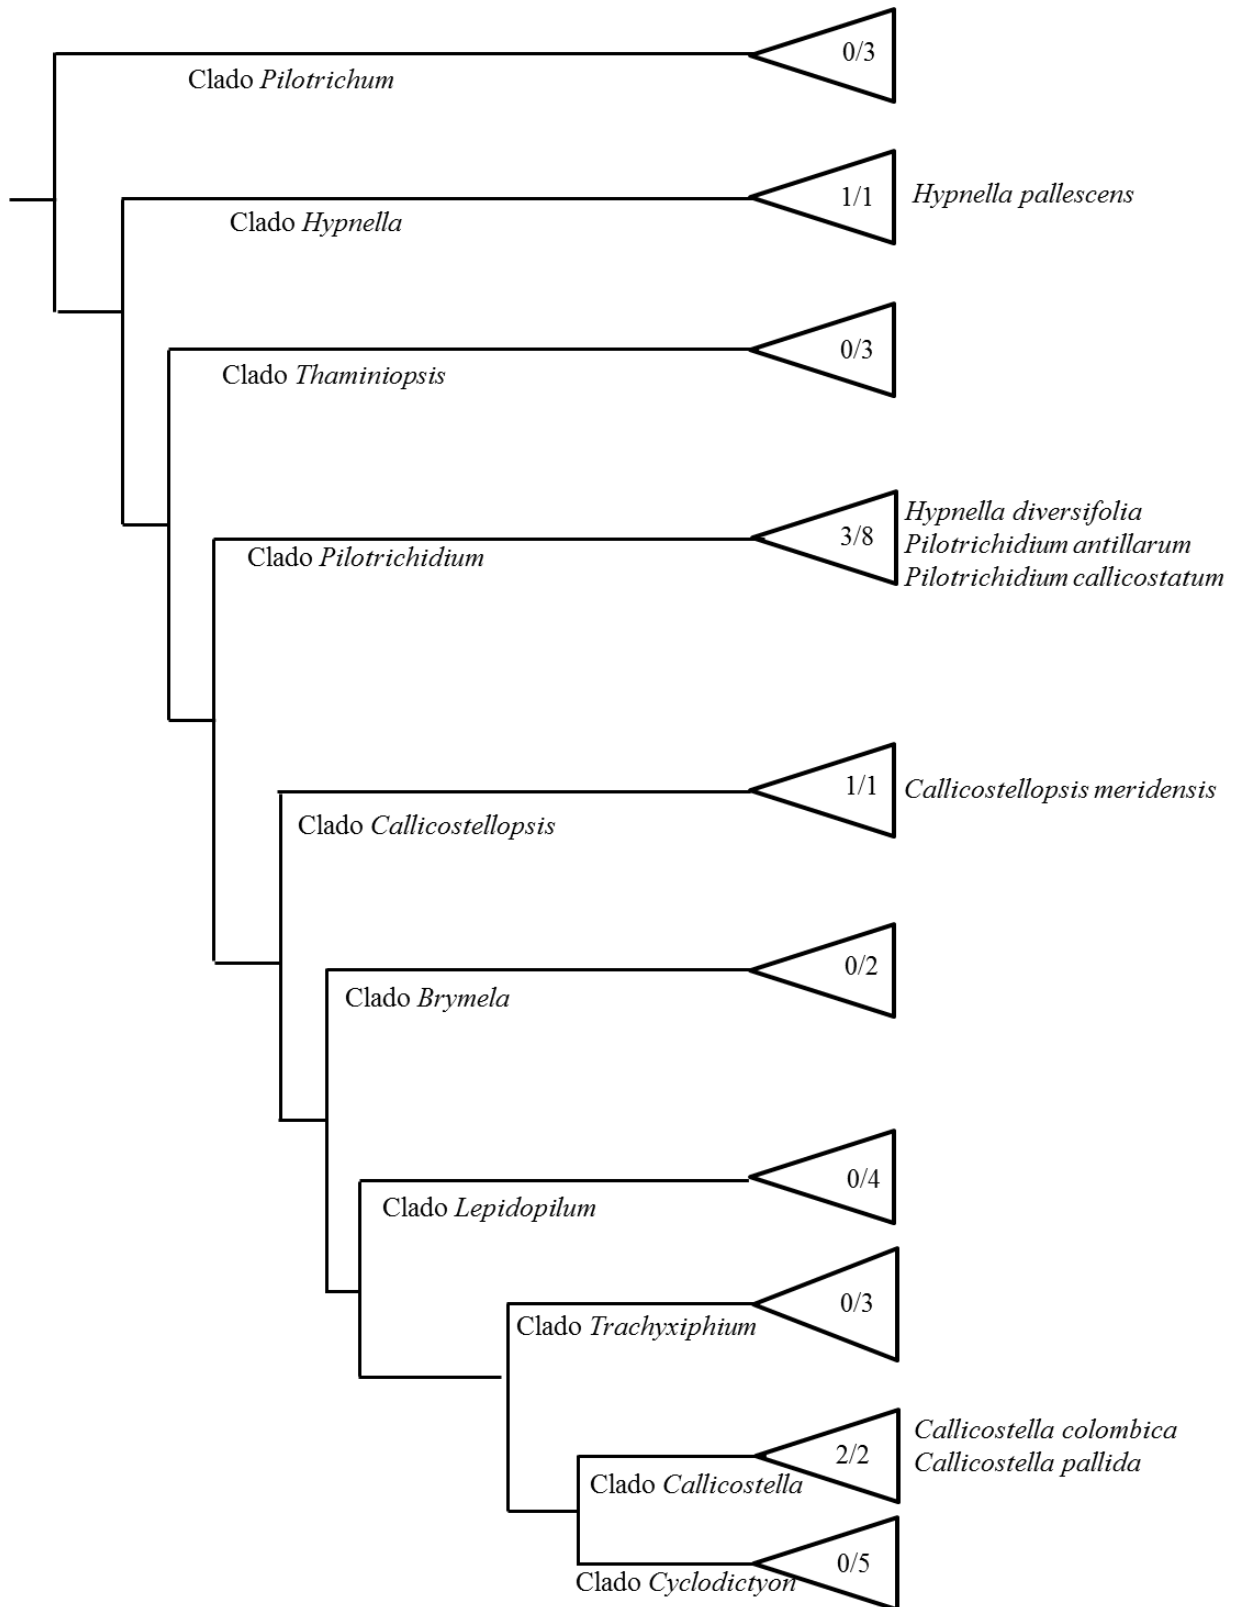 0/3
Clado Pilotrichum
1/1
Hypnella pallescens
Clado Hypnella
0/3
Clado Thaminiopsis
Hypnella diversifolia
3/8
Pilotrichidium antillarum
Clado Pilotrichidium
Pilotrichidium callicostatum
1/1
Callicostellopsis meridensis
Clado Callicostellopsis
0/2
Clado Brymela
0/4
Clado Lepidopilum
0/3
Clado Trachyxiphium
Callicostella colombica
2/2
Callicostella pallida
Clado Callicostella
0/5
Clado Cyclodictyon